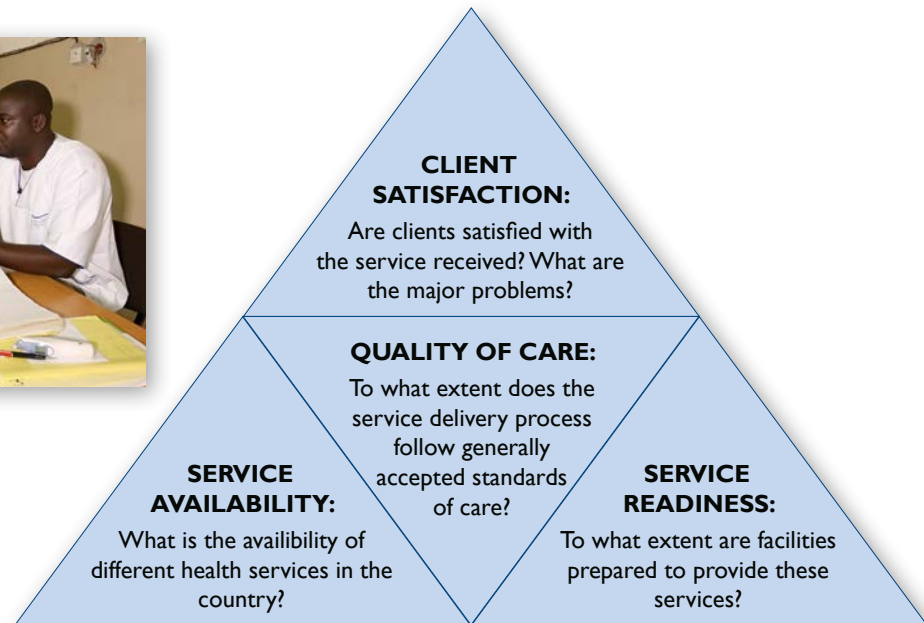 CLIENT
SATISFACTION:
Are clients satisfied with
the service received? What are
the major problems?
QUALITY OF CARE:
To what extent does the
service delivery process
follow generally
accepted standards
of care?
SERVICE
AVAILABILITY:
What is the availibility of
different health services in the
country?
SERVICE
READINESS:
To what extent are facilities
prepared to provide these
services?